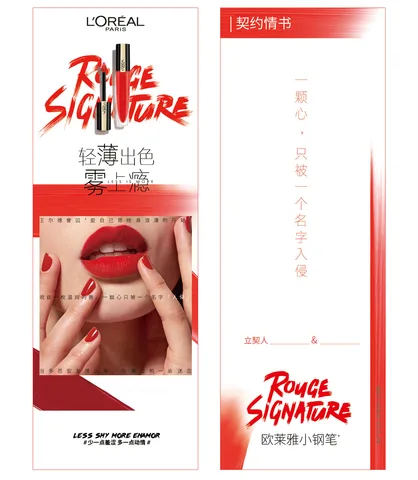 L'ORÉAL
PARIS
ROUGE
SIGNATURE
轻薄出色
雾上瘾
LESS SHY MORE ENAMOR
#少一点羞涩 多一点动情#
契约情书
一颗心，只被一个名字入侵
立契人 ________ & ________
ROUGE
SIGNATURE
欧莱雅小钢笔